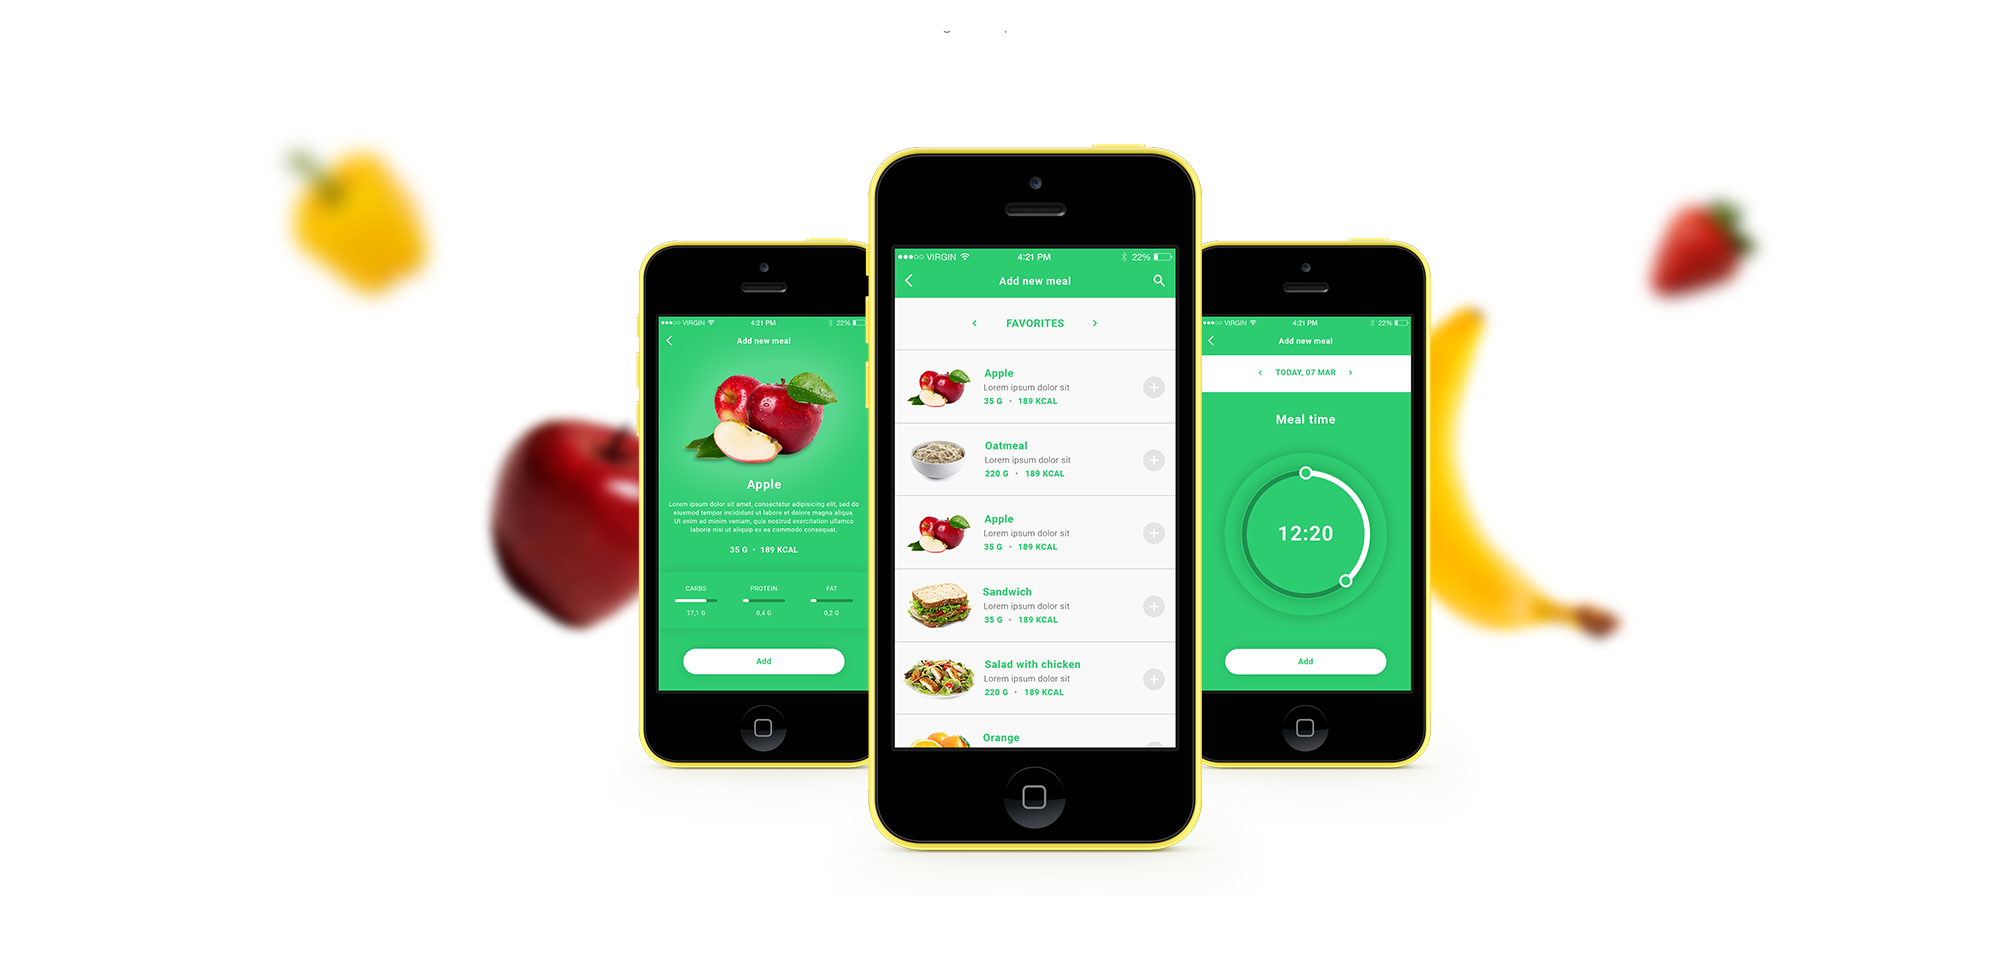 VIRGIN
4:21 PM
22%
Add new meal
Apple
Lorem ipsum dolor sit amet, consectetur adipisicing elit, sed do
eiusmod tempor incididunt ut labore et dolore magna aliqua.
Ut enim ad minim veniam, quis nostrud exercitation ullamco
laboris nisi ut aliquip ex ea commodo consequat.
35 G • 189 KCAL
CARBS
PROTEIN
FAT
17,1 G
0,4 G
0,2 G
Add
VIRGIN
4:21 PM
22%
Add new meal
FAVORITES
Apple
Lorem ipsum dolor sit
35 G • 189 KCAL
Oatmeal
Lorem ipsum dolor sit
220 G • 189 KCAL
Apple
Lorem ipsum dolor sit
35 G • 189 KCAL
Sandwich
Lorem ipsum dolor sit
35 G • 189 KCAL
Salad with chicken
Lorem ipsum dolor sit
220 G • 189 KCAL
Orange
VIRGIN
4:21 PM
22%
Add new meal
TODAY, 07 MAR
Meal time
12:20
Add